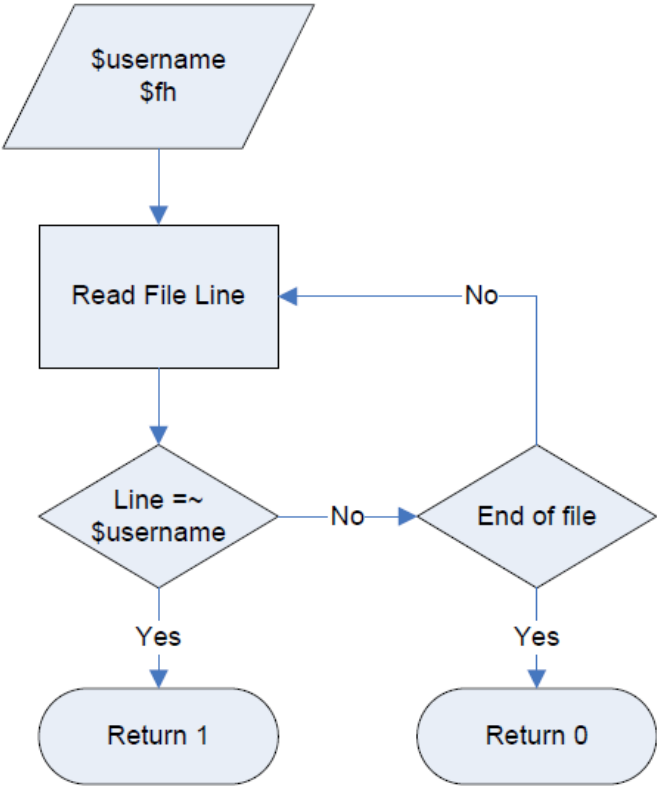 $username
$fh
Read File Line
No
Line =~
$username
No
End of file
Yes
Yes
Return 1
Return 0